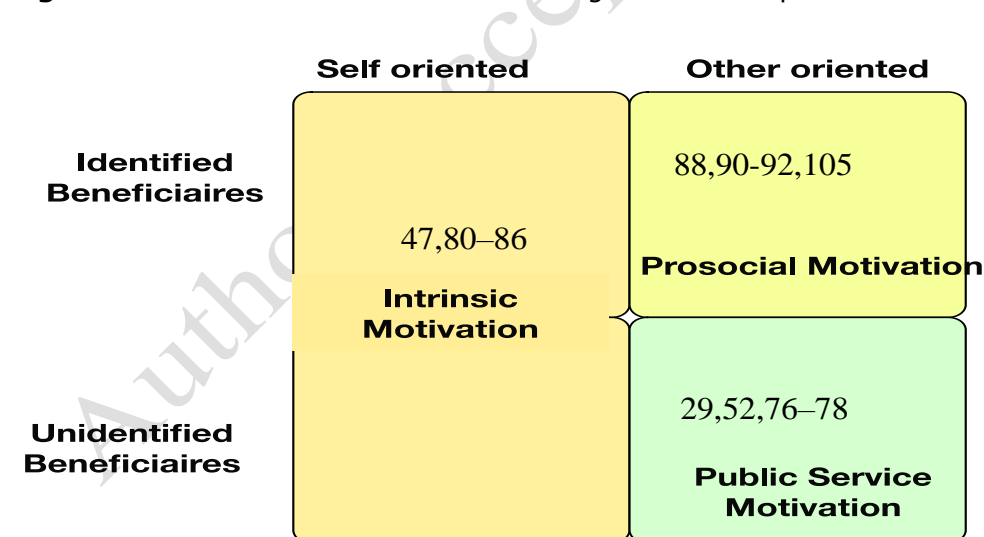 Self oriented
Other oriented
Identified
Beneficiaires
88,90-92,105
47,80–86
Prosocial Motivation
Intrinsic
Motivation
29,52,76–78
Unidentified
Beneficiaires
Public Service
Motivation